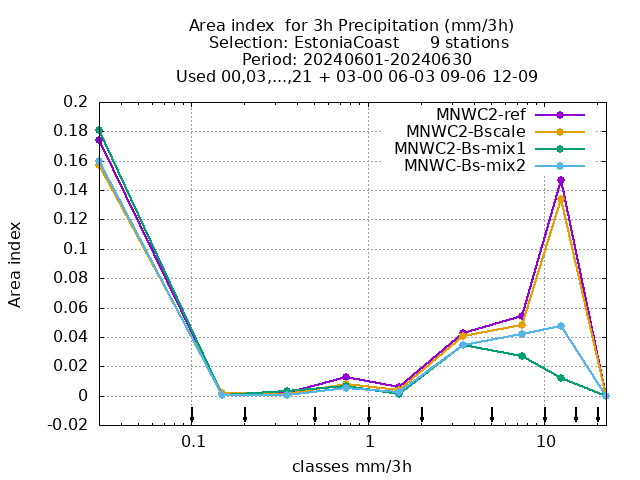 Area index  for 3h Precipitation (mm/3h)
Selection: EstoniaCoast      9 stations
Period: 20240601-20240630
Used 00,03,...,21 + 03-00 06-03 09-06 12-09
MNWC2-ref
MNWC2-Bscale
MNWC2-Bs-mix1
MNWC-Bs-mix2
0.2
0.18
0.16
0.14
0.12
0.1
0.08
0.06
0.04
0.02
0
-0.02
Area index
0.1 1 10
classes mm/3h